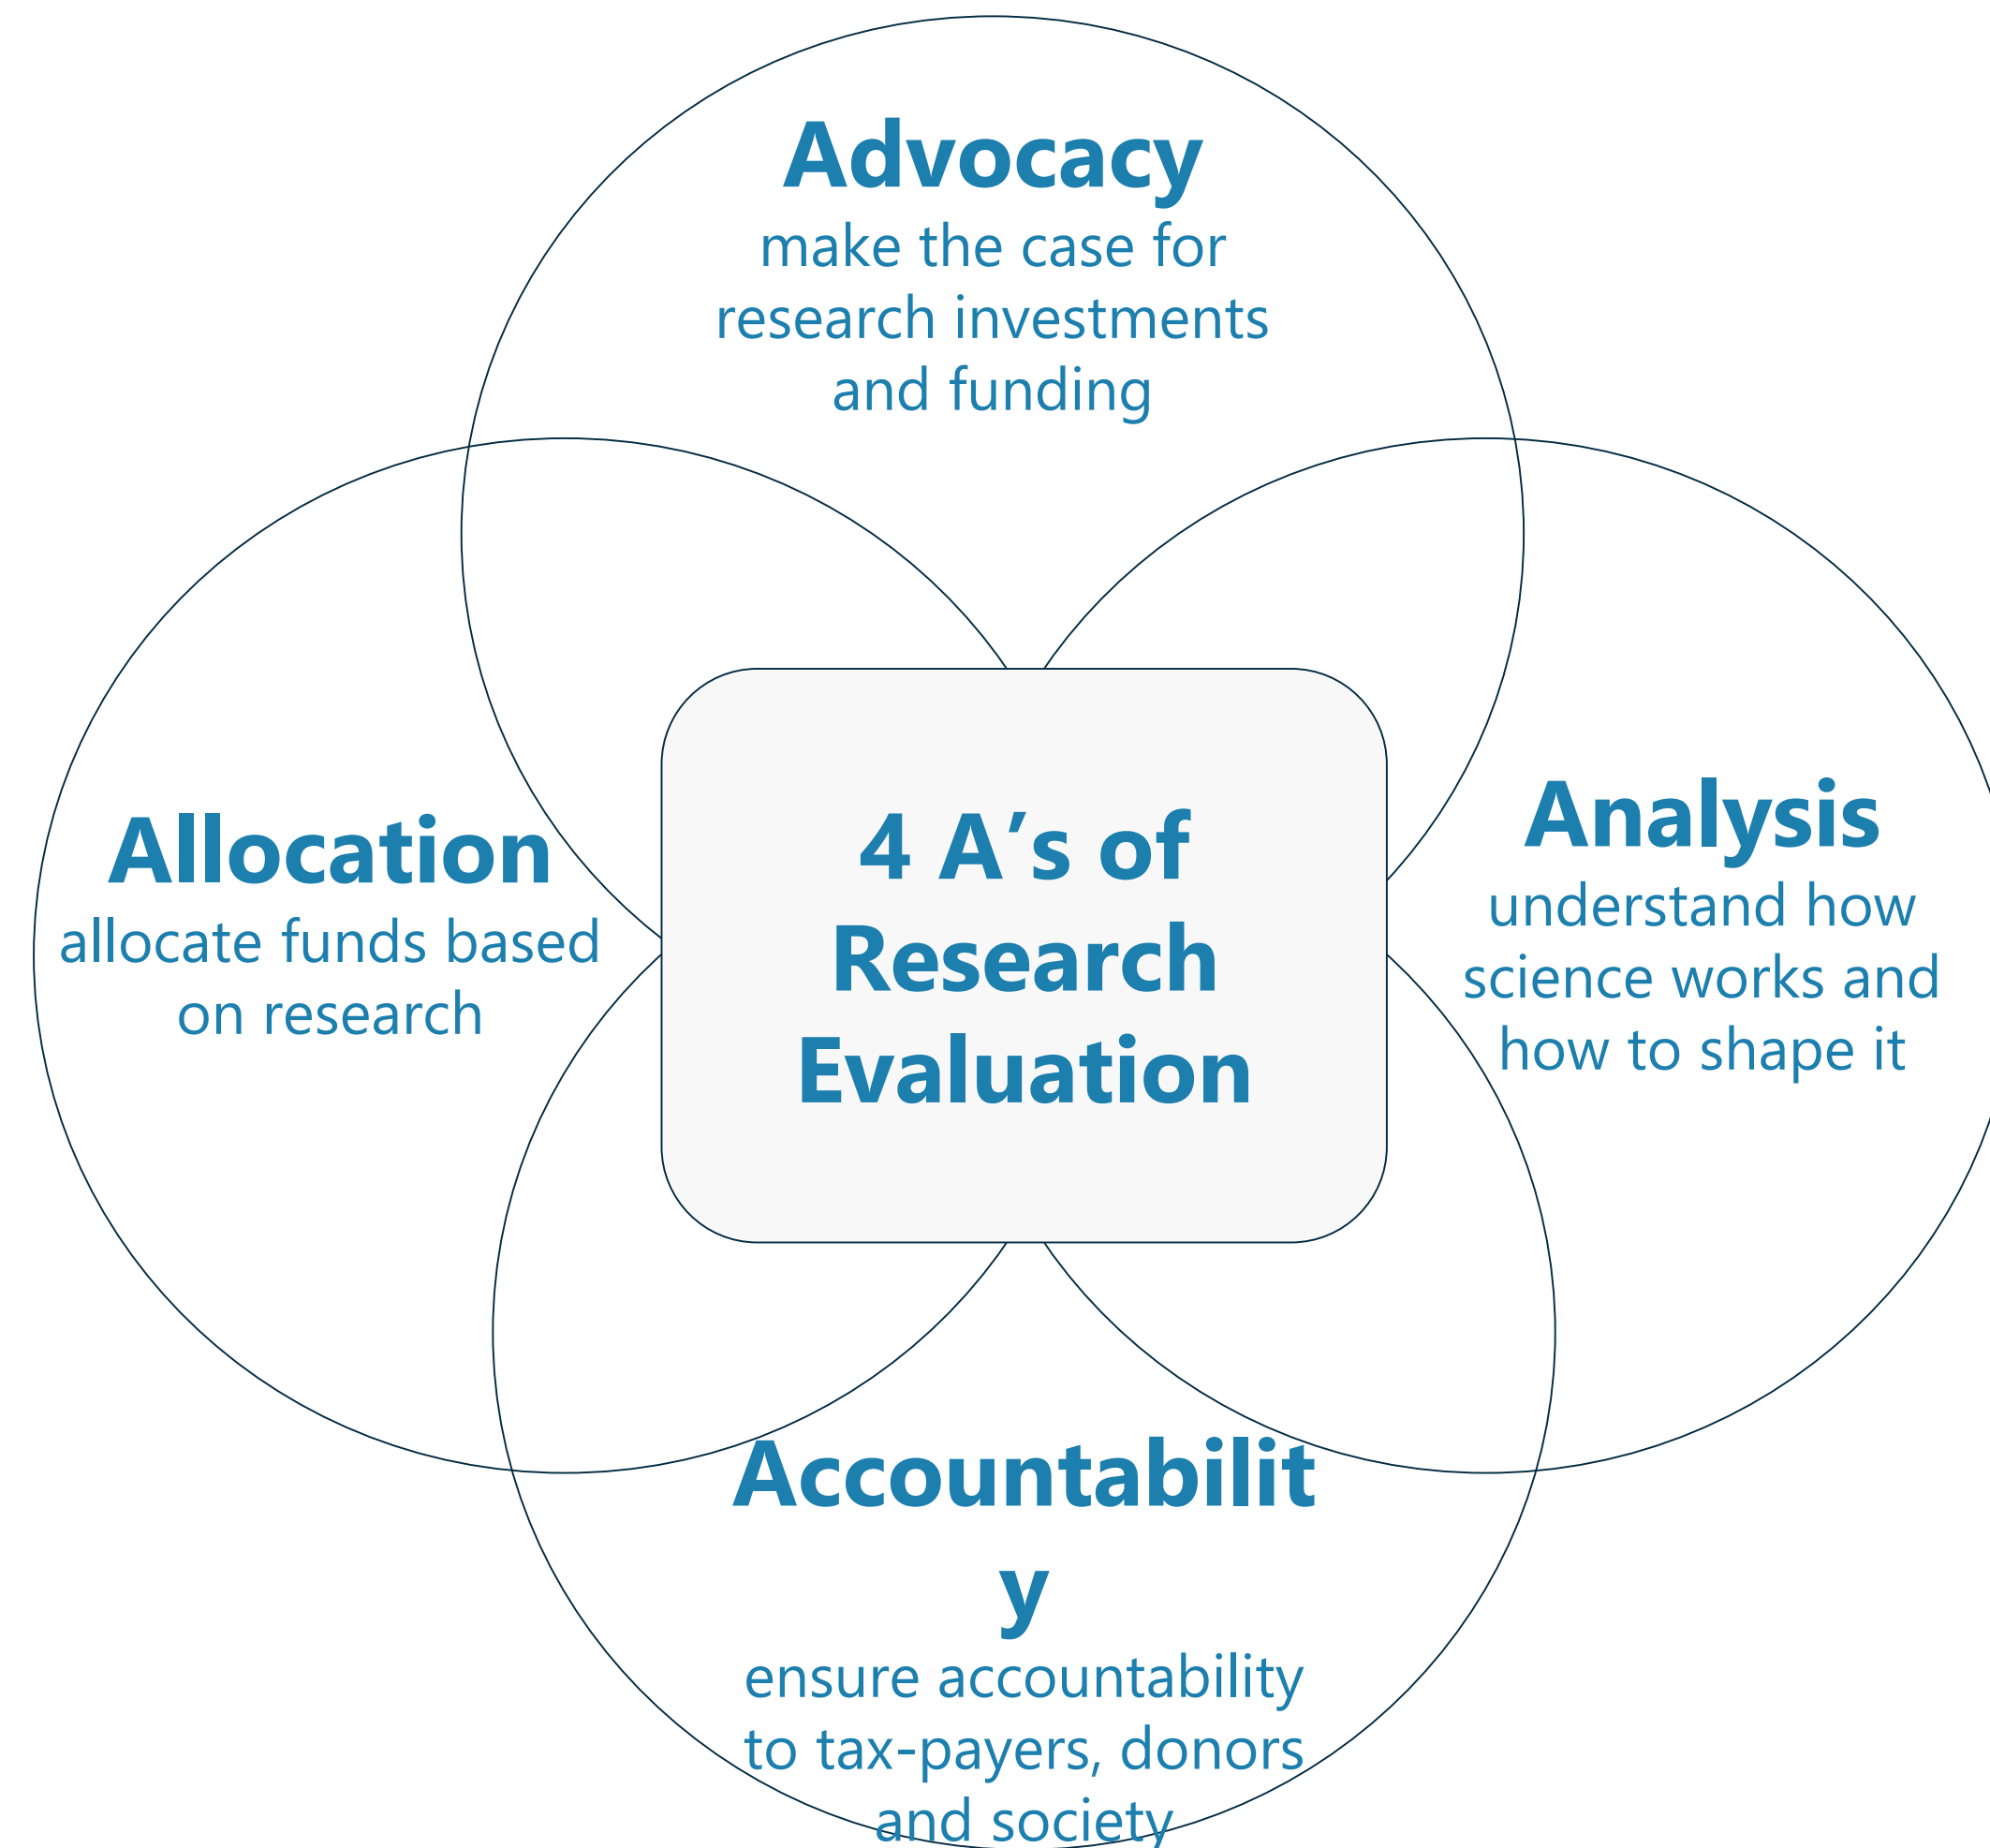 Advocacy
make the case for
research investments
and funding
Allocation
allocate funds based
on research
4 A’s of
Research
Evaluation
Analysis
understand how
science works and
how to shape it
Accountabilit
y
ensure accountability
to tax-payers, donors
and society